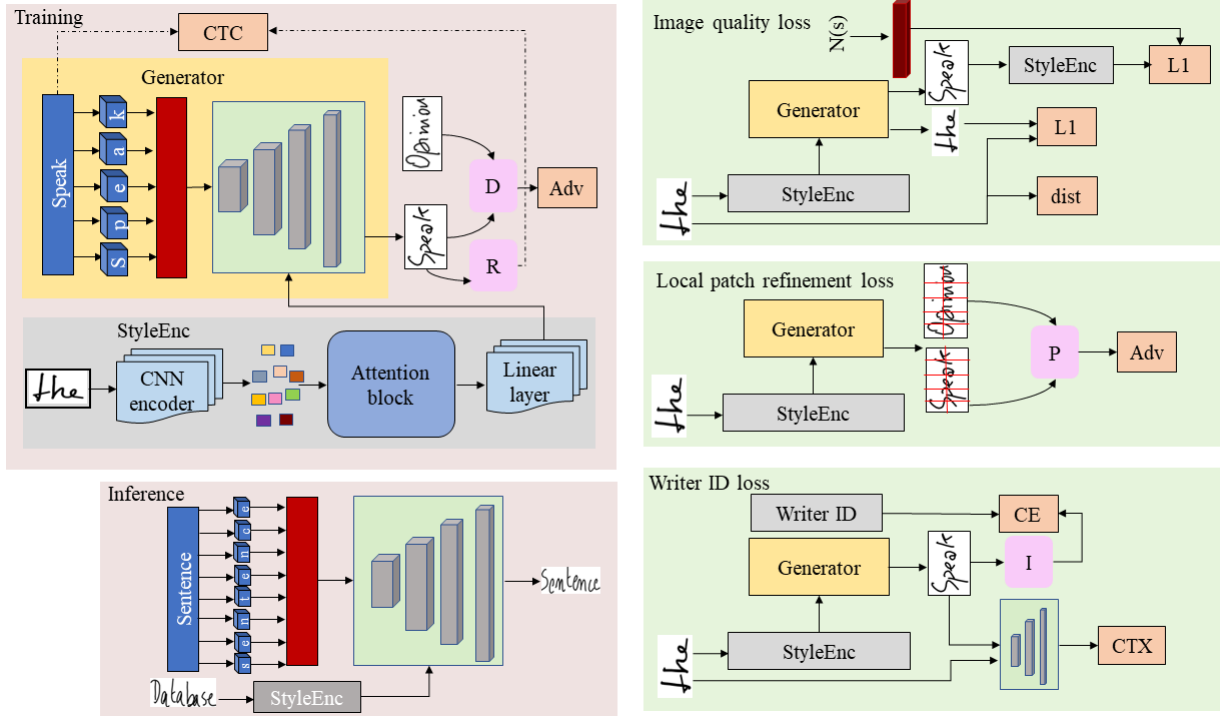 Training
CTC
Generator
Speak
k
a
e
p
S
Opinion
Speak
D
R
Adv
StyleEnc
the
CNN
encoder
Attention
block
Linear
layer
Inference
Sentence
e
c
n
e
t
n
e
s
Sentence
Database
StyleEnc
Image quality loss
N(s)
Speak
StyleEnc
L1
Generator
the
L1
the
StyleEnc
dist
Local patch refinement loss
Generator
Opinion
Speak
P
Adv
the
StyleEnc
Writer ID loss
Writer ID
CE
Generator
Speak
I
the
StyleEnc
CTX